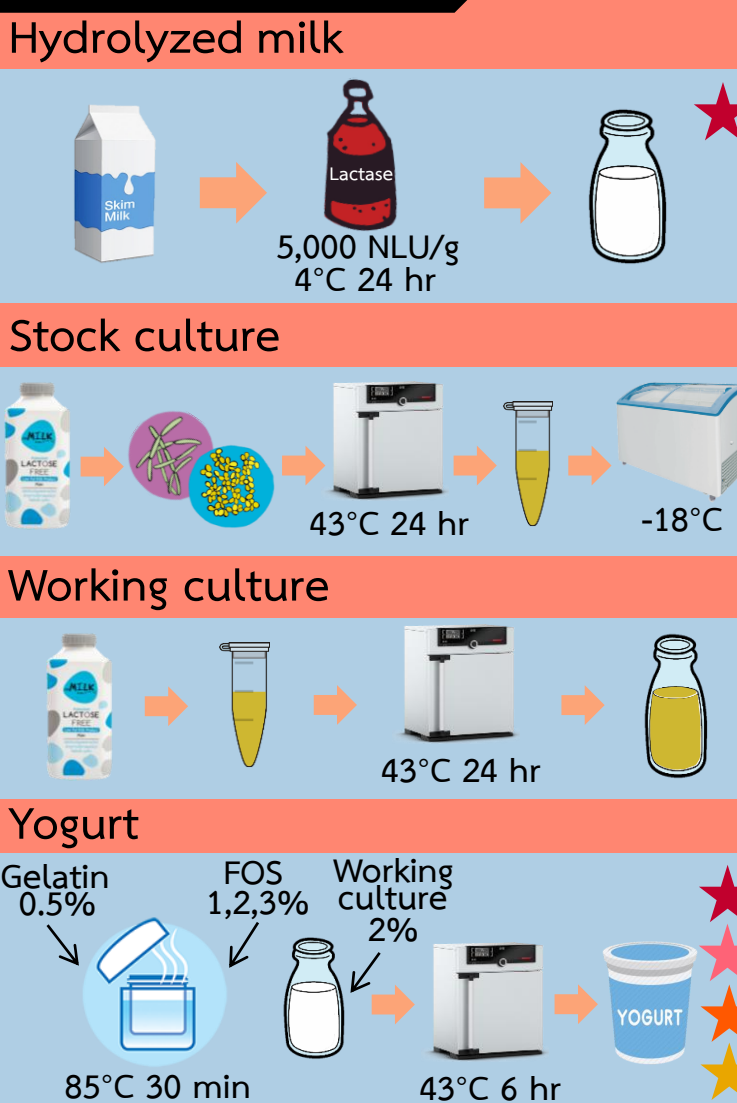 Hydrolyzed milk
Skim
Milk
Lactase
5,000 NLU/g
4°C 24 hr
Stock culture
MILK
LACTOSE
FREE
43°C 24 hr
-18°C
Working culture
MILK
LACTOSE
FREE
43°C 24 hr
Yogurt
Gelatin
0.5%
FOS
1,2,3%
Working
culture
2%
YOGURT
85°C 30 min
43°C 6 hr